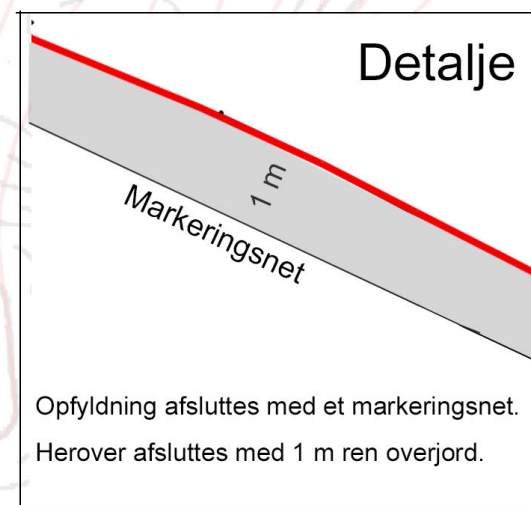 Detalje
1 m
Markeringsnet
Opfyldning afsluttes med et markeringsnet.
Herover afsluttes med 1 m ren overjord.